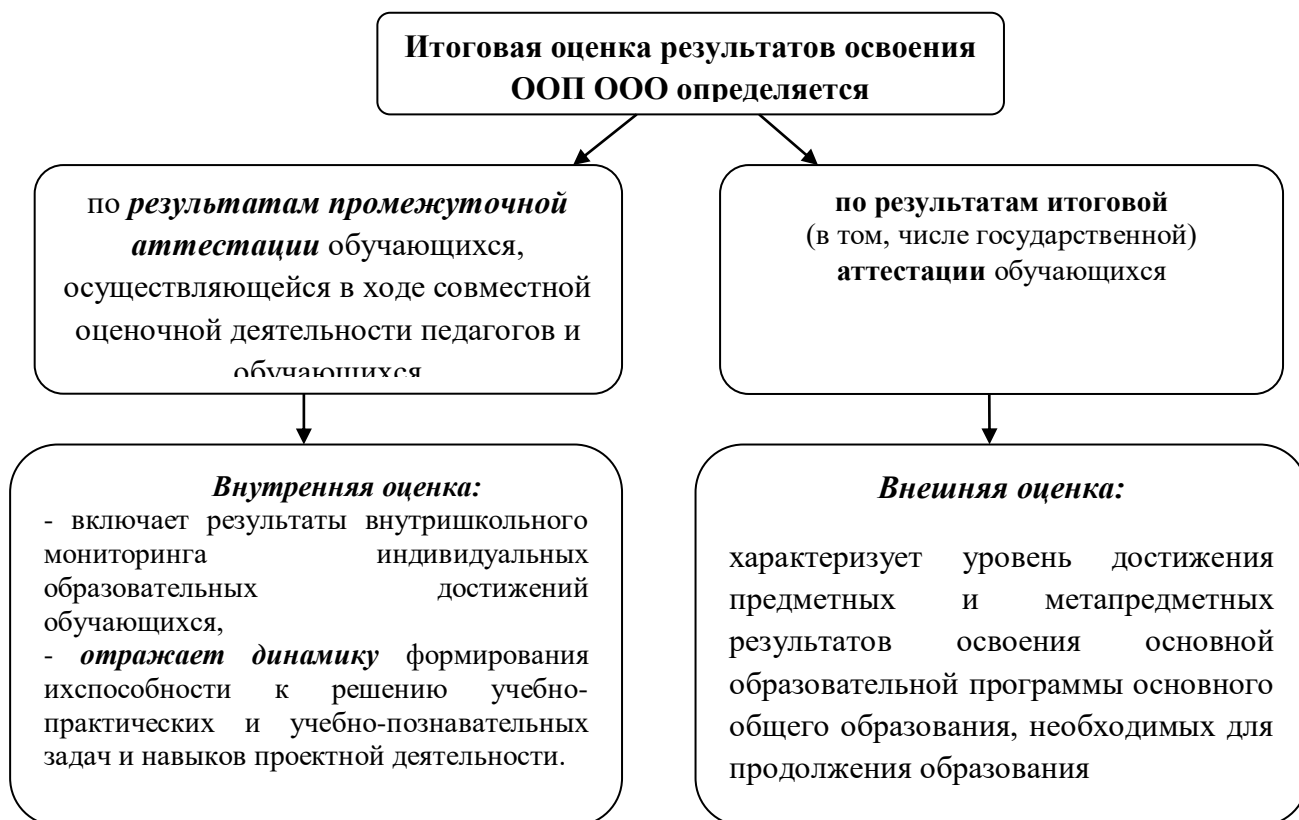 Итоговая оценка результатов освоения
ООП ООО определяется
по результатам промежуточной
аттестации обучающихся,
осуществляющейся в ходе совместной
оценочной деятельности педагогов и
обучающихся
по результатам итоговой
(в том, числе государственной)
аттестации обучающихся
Внутренняя оценка:
- включает результаты внутришкольного
мониторинга индивидуальных
образовательных достижений
обучающихся,
- отражает динамику формирования
ихспособности к решению учебно-
практических и учебно-познавательных
задач и навыков проектной деятельности.
Внешняя оценка:
характеризует уровень достижения
предметных и метапредметных
результатов освоения основной
образовательной программы основного
общего образования, необходимых для
продолжения образования